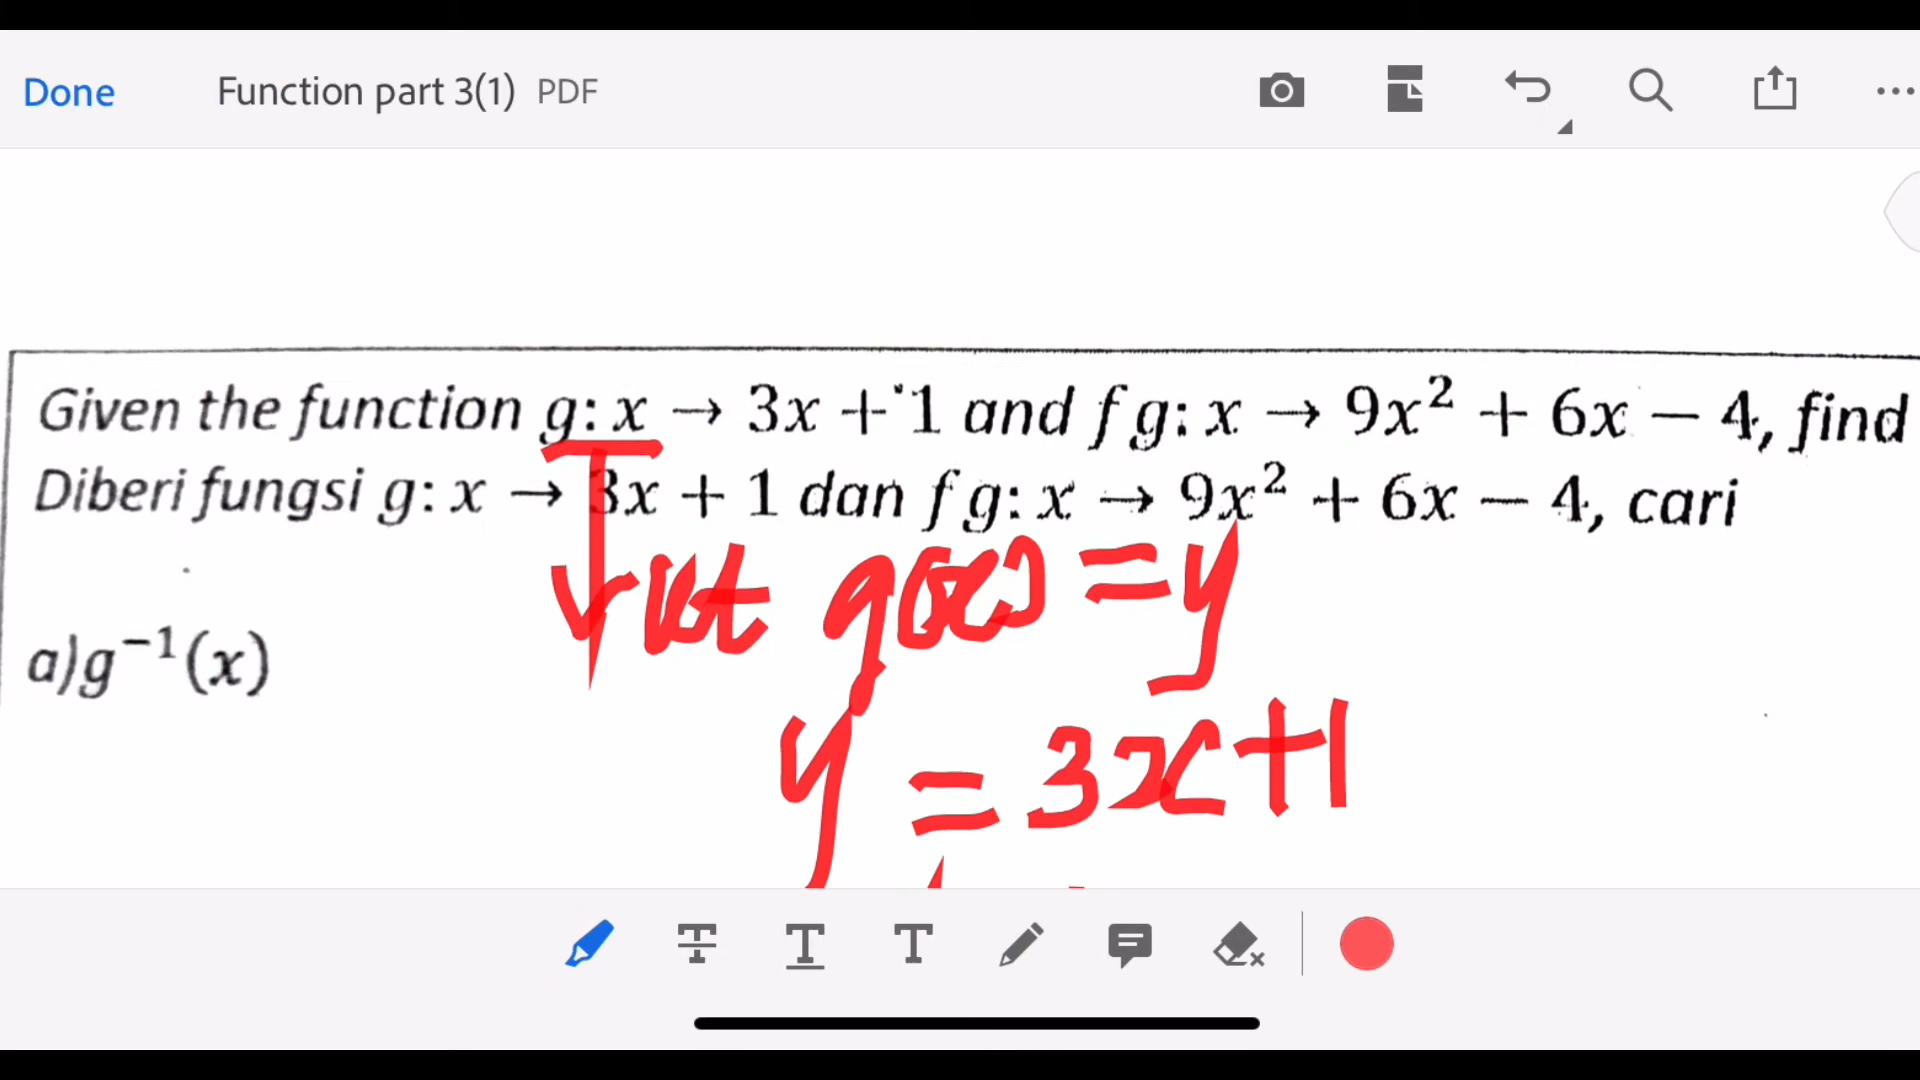 Done Function part 3(1) PDF
Given the function g: x → 3x + 1 and fg: x → 9x² + 6x − 4, find
Diberi fungsi g: x → 3x + 1 dan fg: x → 9x² + 6x − 4, cari
let g(x) = y
a)g⁻¹(x)
y = 3x+1